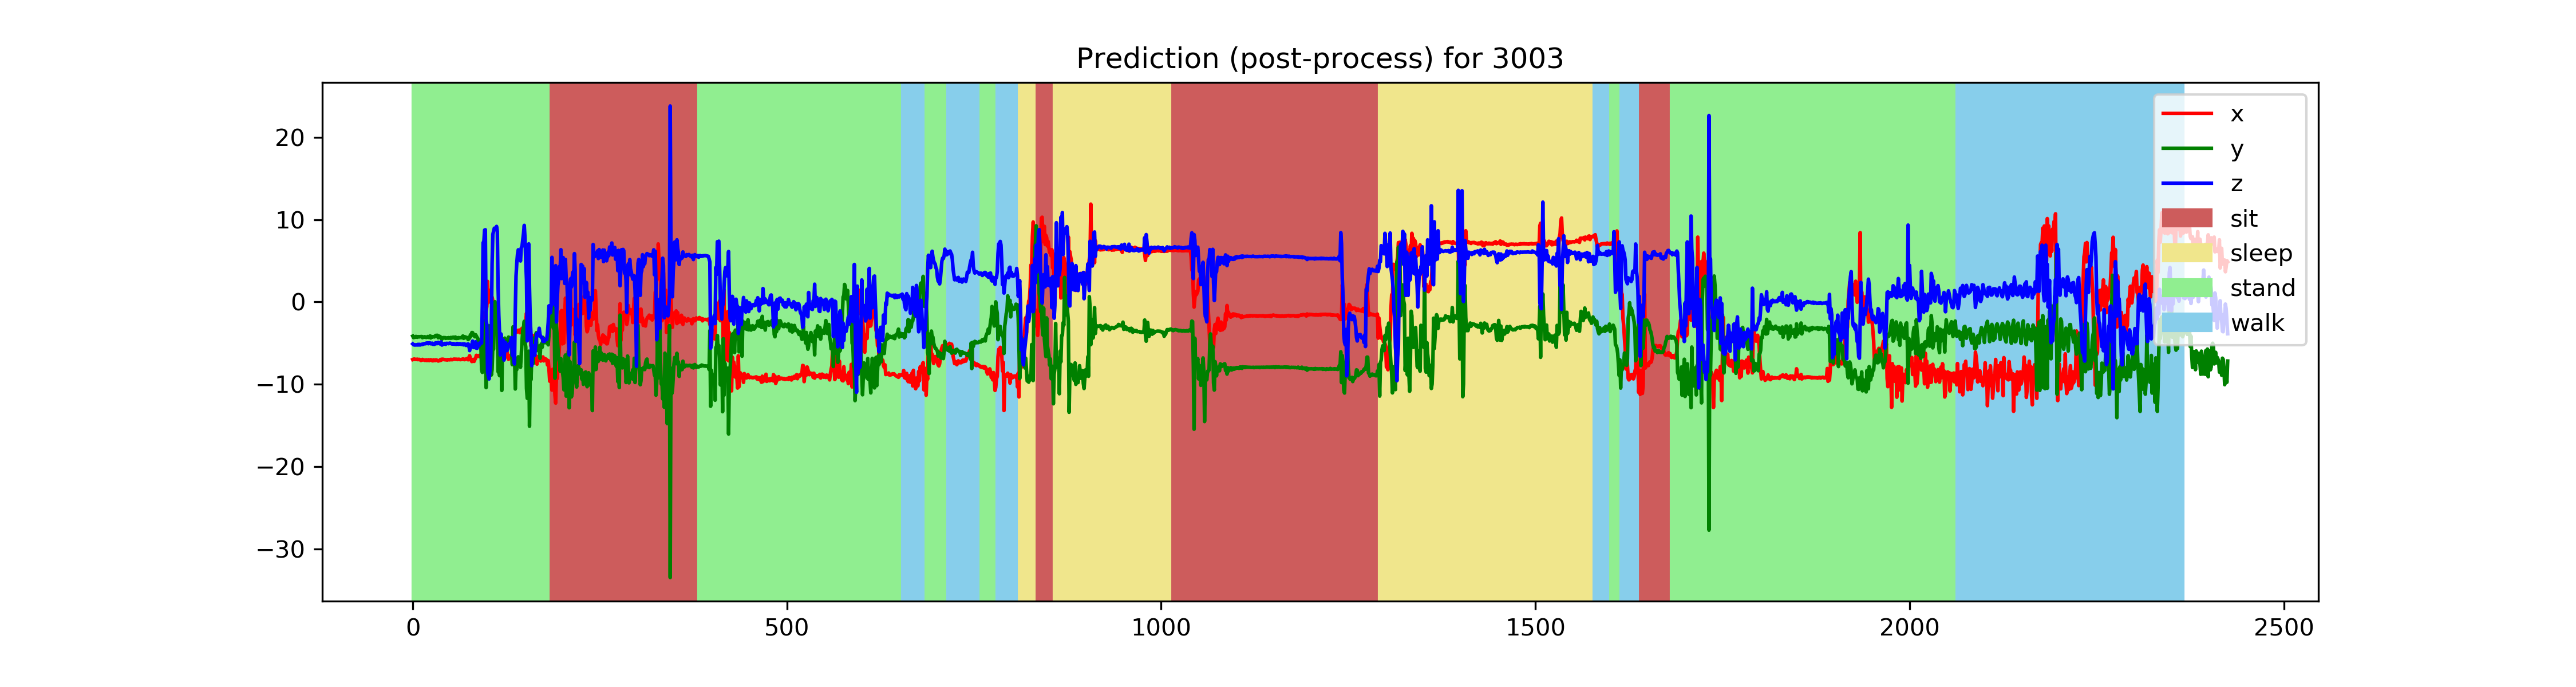 Prediction (post-process) for 3003
20
10
0
−10
−20
−30
0
500
1000
1500
2000
2500
x
y
z
sit
sleep
stand
walk